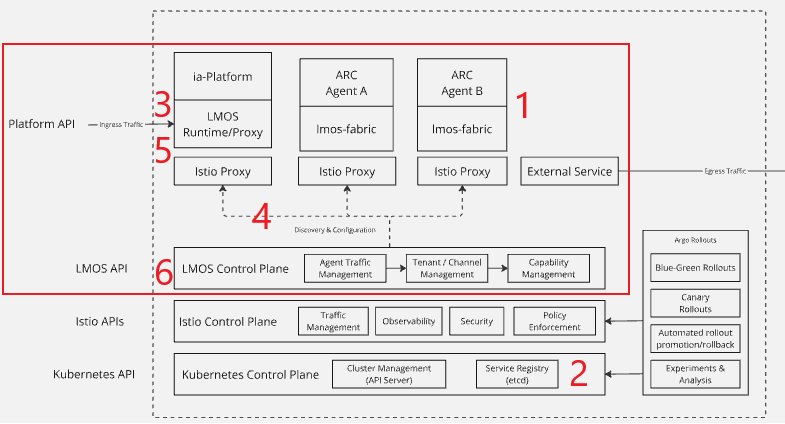 ia-Platform
LMOS
Runtime/Proxy
ARC
Agent A
lmos-fabric
ARC
Agent B
lmos-fabric
1
3
5
Platform API
Ingress Traffic
Istio Proxy
Istio Proxy
Istio Proxy
External Service
Egress Traffic
4
Discovery & Configuration
LMOS API
6
LMOS Control Plane
Agent Traffic
Management
Tenant / Channel
Management
Capability
Management
Istio APIs
Istio Control Plane
Traffic
Management
Observability
Security
Policy
Enforcement
Kubernetes API
Kubernetes Control Plane
Cluster Management
(API Server)
Service Registry
(etcd)
2
Argo Rollouts
Blue-Green Rollouts
Canary
Rollouts
Automated rollout
promotion/rollback
Experiments &
Analysis